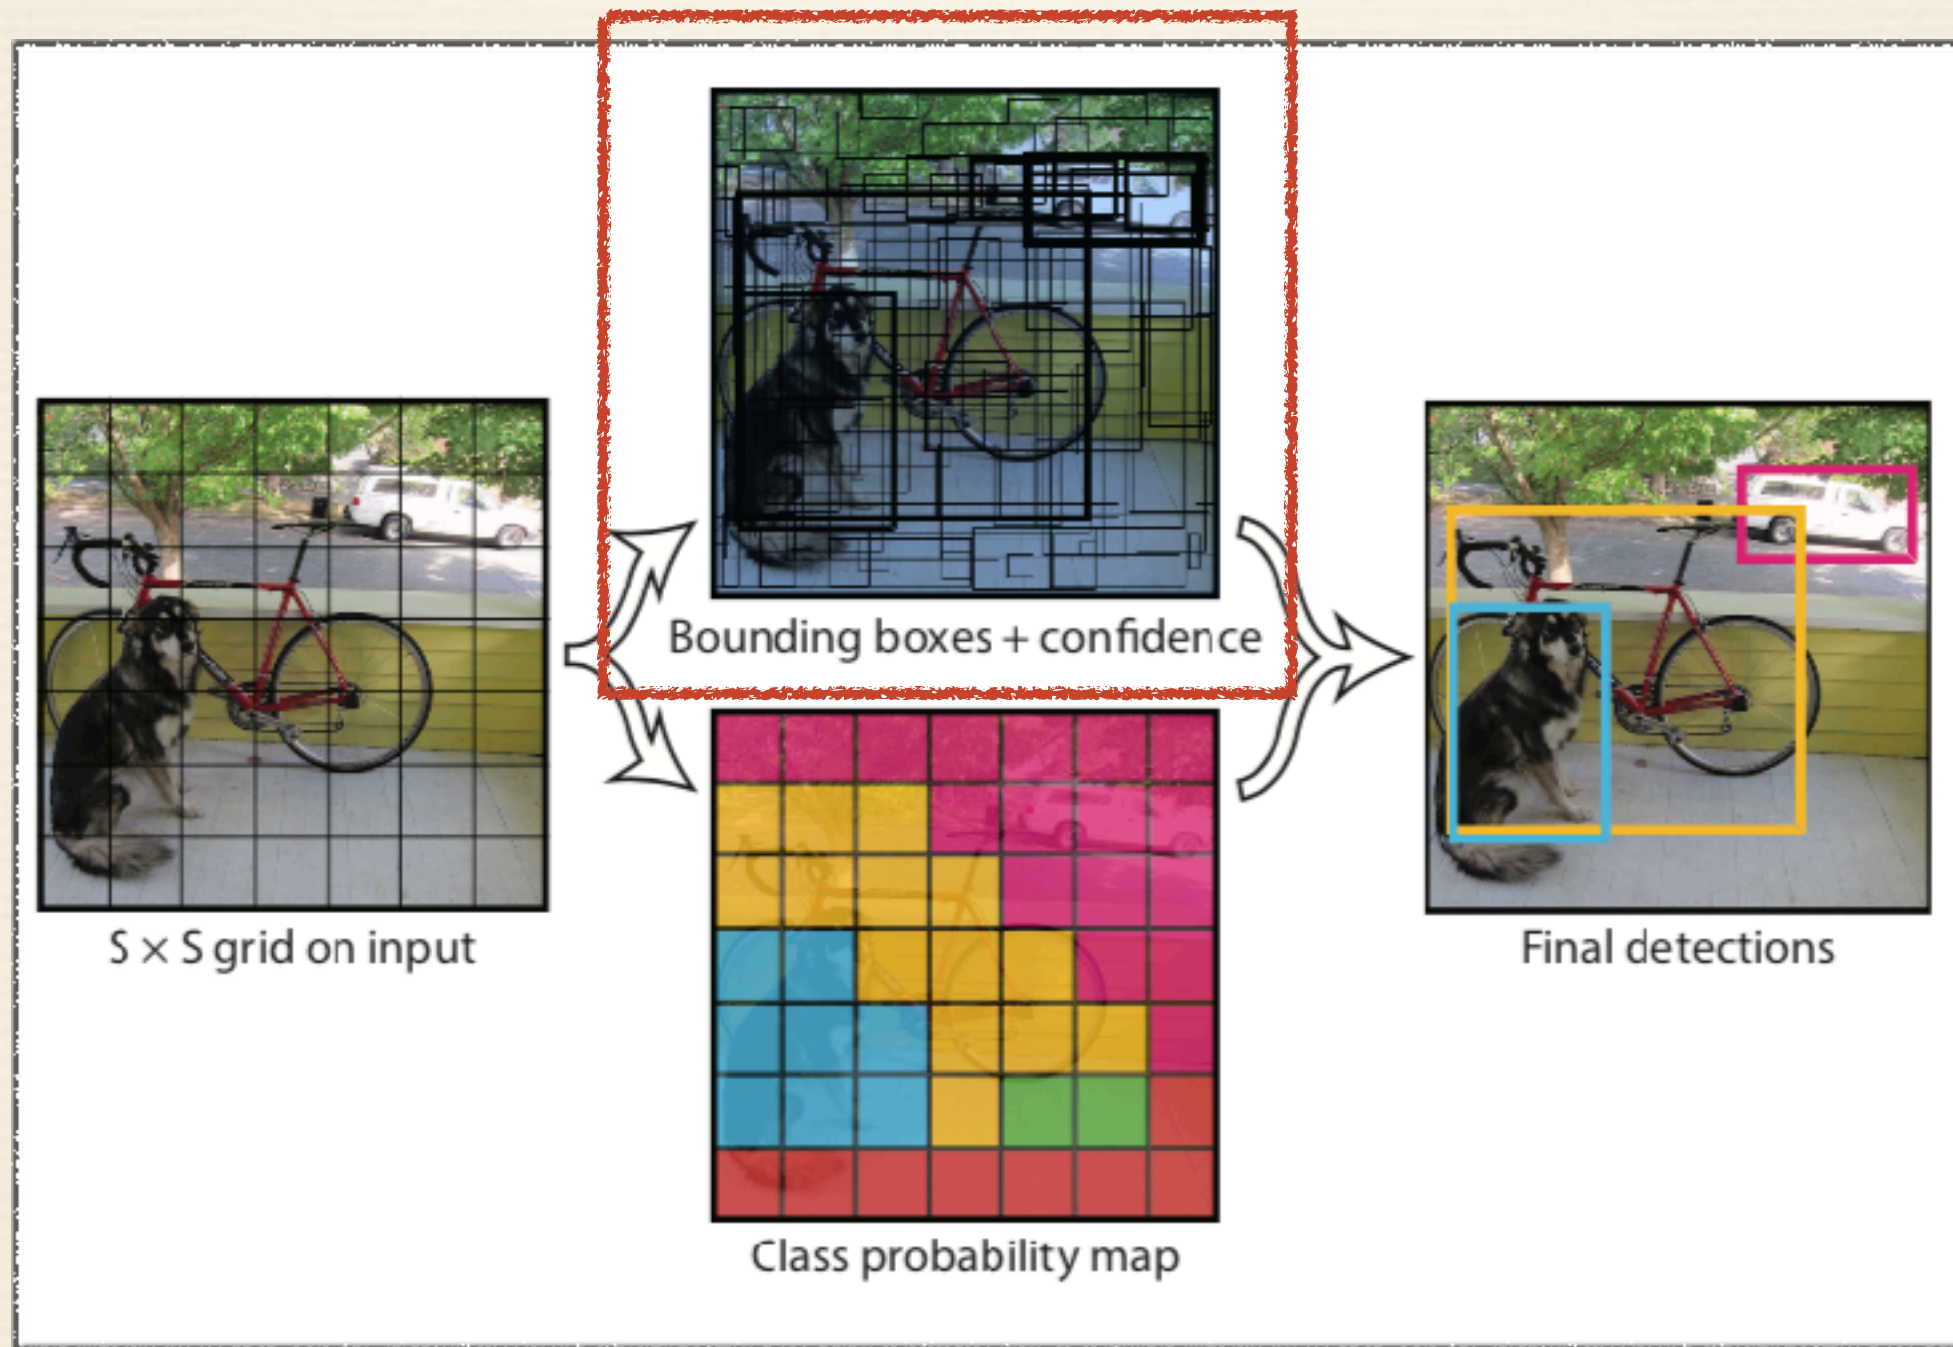 Bounding boxes + confidence
S × S grid on input
Final detections
Class probability map